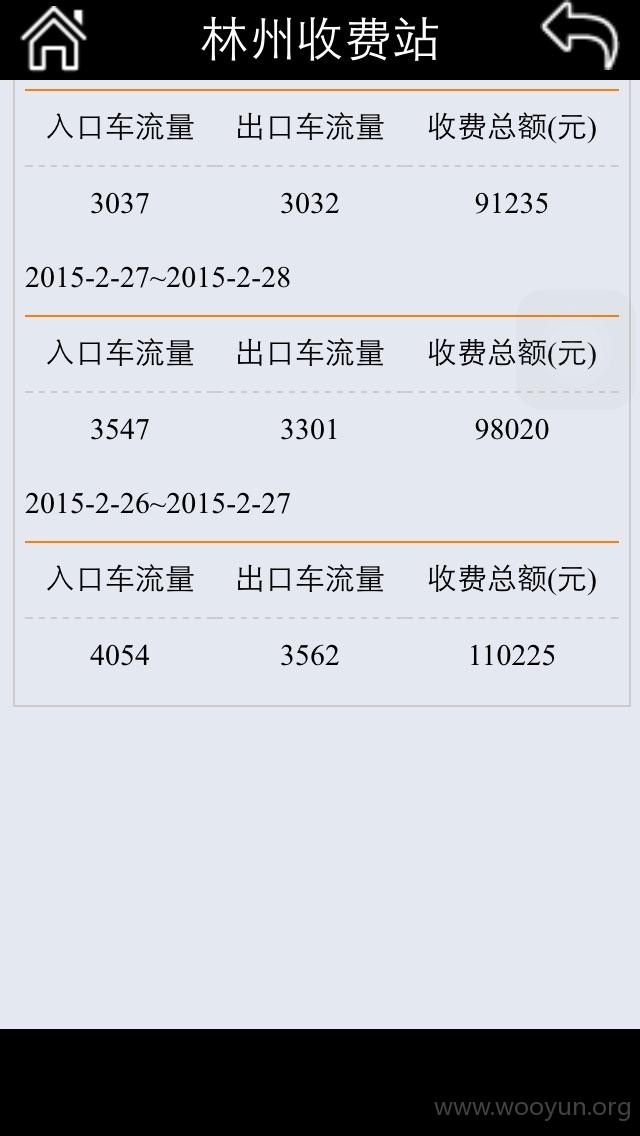 林州收费站
入口车流量 出口车流量 收费总额(元)
3037 3032 91235
2015-2-27~2015-2-28
入口车流量 出口车流量 收费总额(元)
3547 3301 98020
2015-2-26~2015-2-27
入口车流量 出口车流量 收费总额(元)
4054 3562 110225
www.wooyun.org